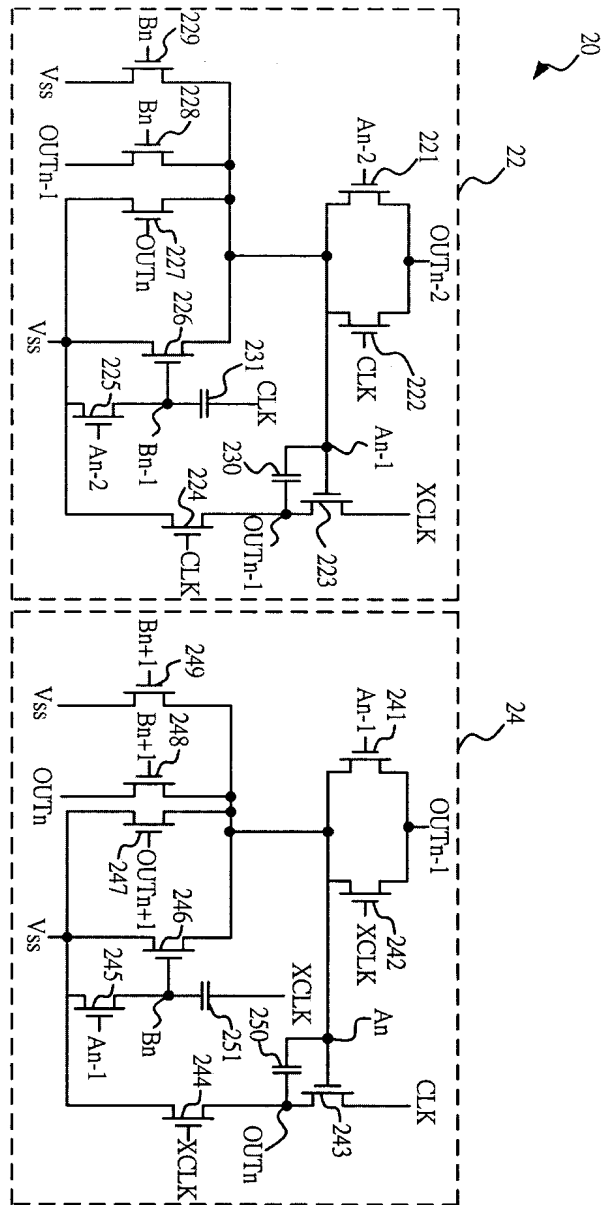 20
22
OUTn-2
221
An-2
222
CLK
An-1
XCLK
223
230
OUTn-1
CLK
231
Bn-1
226
225
An-2
224
CLK
229
Bn
228
Bn
227
OUTn
Vss
OUTn-1
Vss
24
OUTn-1
241
An-1
242
XCLK
An
CLK
243
250
OUTn
XCLK
251
Bn
246
245
An-1
244
XCLK
249
Bn+1
248
Bn+1
247
OUTn+1
Vss
OUTn
Vss